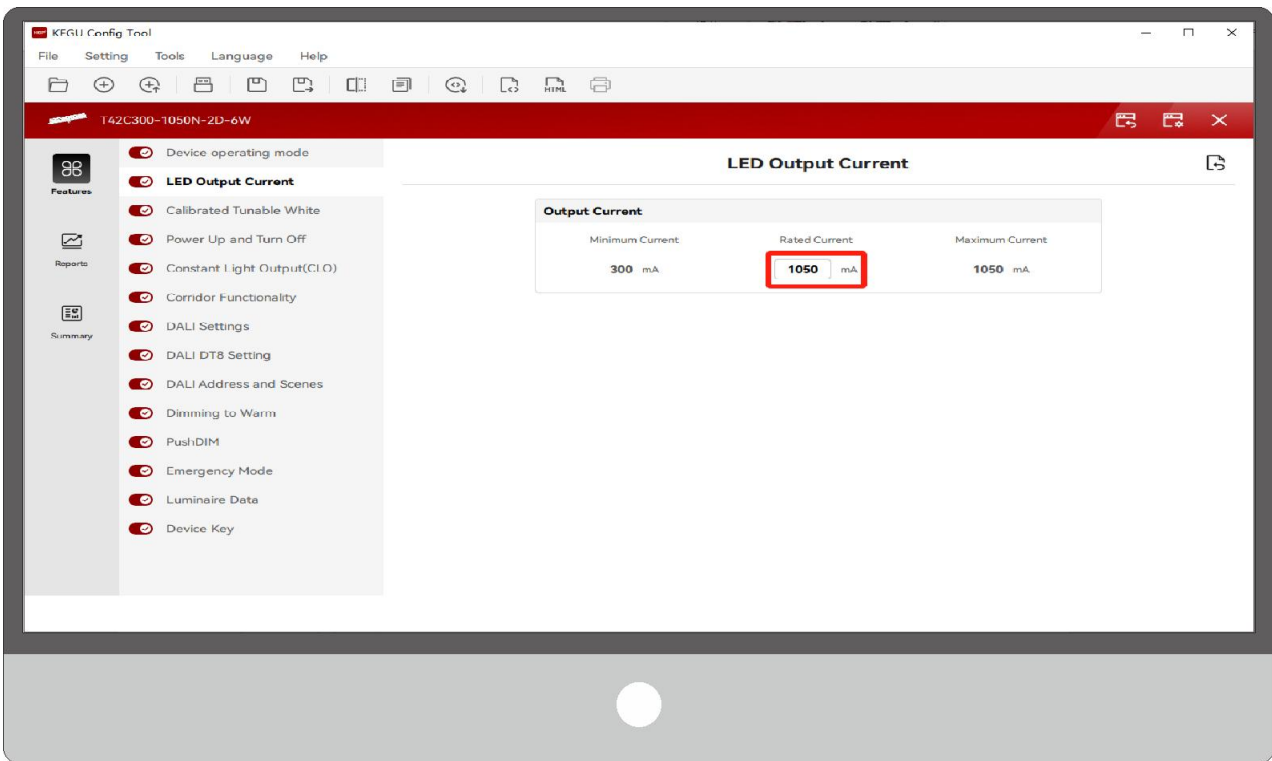 KEGU Config Tool
File Setting Tools Language Help
HTML
T42C300-1050N-2D-6W
Features
Reports
Summary
Device operating mode
LED Output Current
Calibrated Tunable White
Power Up and Turn Off
Constant Light Output(CLO)
Corridor Functionality
DALI Settings
DALI DT8 Setting
DALI Address and Scenes
Dimming to Warm
PushDIM
Emergency Mode
Luminaire Data
Device Key
LED Output Current
Output Current
Minimum Current Rated Current Maximum Current
300 mA 1050 mA 1050 mA